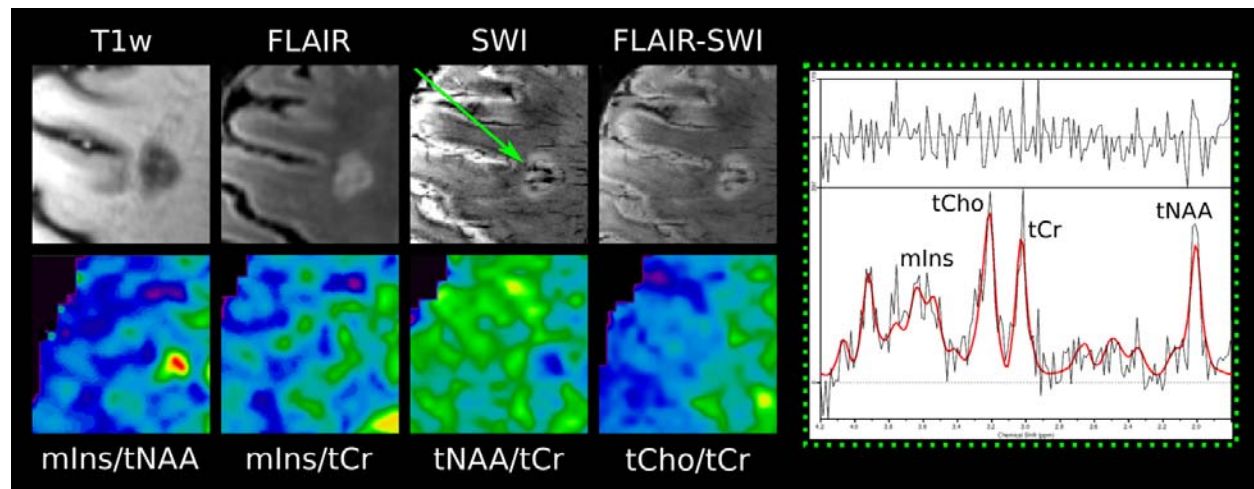 T1w FLAIR SWI FLAIR-SWI
mIns/tNAA mIns/tCr tNAA/tCr tCho/tCr
tCho
tCr
tNAA
mIns
Chemical Shift (ppm)